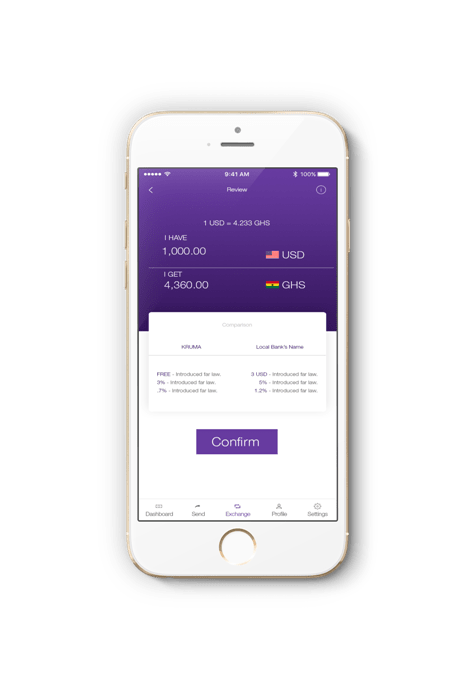 9:41 AM 100%
Review
1 USD = 4.233 GHS
I HAVE
1,000.00 USD
I GET
4,360.00 GHS
Comparison
KRUMA Local Bank's Name
FREE - Introduced far law. 3 USD - Introduced far law.
3% - Introduced far law. 5% - Introduced far law.
.7% - Introduced far law. 1.2% - Introduced far law.
Confirm
Dashboard Send Exchange Profile Settings